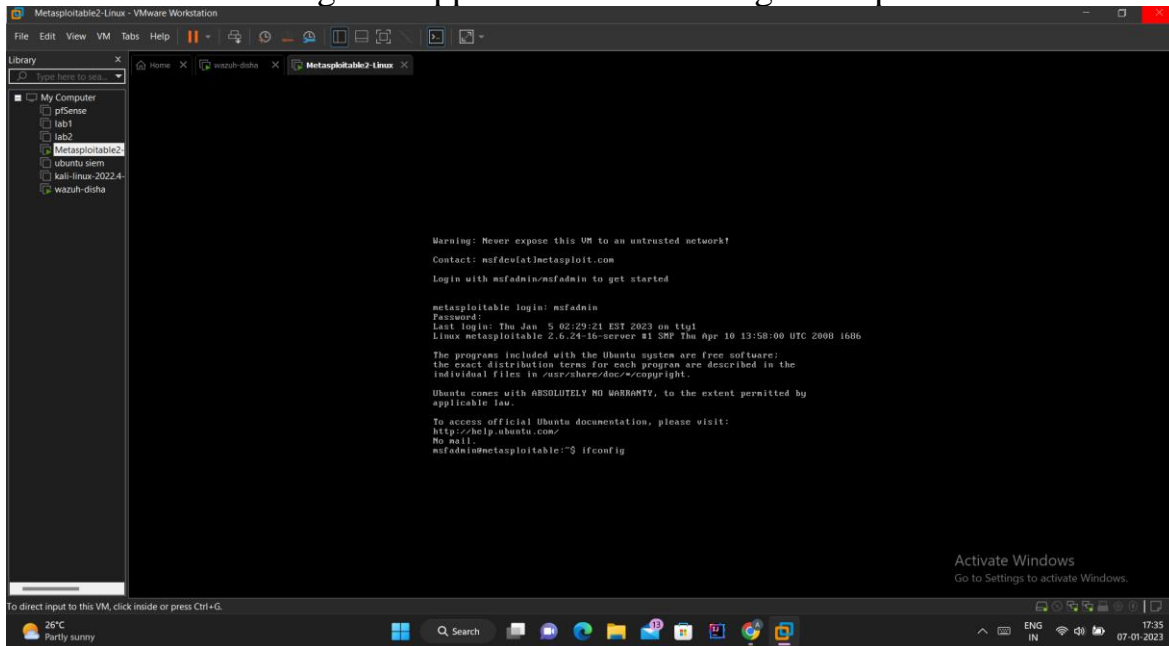 Metasploitable2-Linux - VMware Workstation
File Edit View VM Tabs Help
Library
Type here to sea...
Home
wazuh-disha
Metasploitable2-Linux
My Computer
pfSense
lab1
lab2
Metasploitable2-
ubuntu siem
kali-linux-2022.4-
wazuh-disha
Warning: Never expose this VM to an untrusted network!
Contact: msfdev[at]metasploit.com
Login with msfadmin/msfadmin to get started
metasploitable login: msfadmin
Password:
Last login: Thu Jan  5 02:29:21 EST 2023 on tty1
Linux metasploitable 2.6.24-16-server #1 SMP Thu Apr 10 13:58:00 UTC 2008 i686
The programs included with the Ubuntu system are free software;
the exact distribution terms for each program are described in the
individual files in /usr/share/doc/*/copyright.
Ubuntu comes with ABSOLUTELY NO WARRANTY, to the extent permitted by
applicable law.
To access official Ubuntu documentation, please visit:
http://help.ubuntu.com/
No mail.
msfadmin@metasploitable:~$ ifconfig
Activate Windows
Go to Settings to activate Windows.
To direct input to this VM, click inside or press Ctrl+G.
26°C
Partly sunny
Search
13
ENG
IN
17:35
07-01-2023